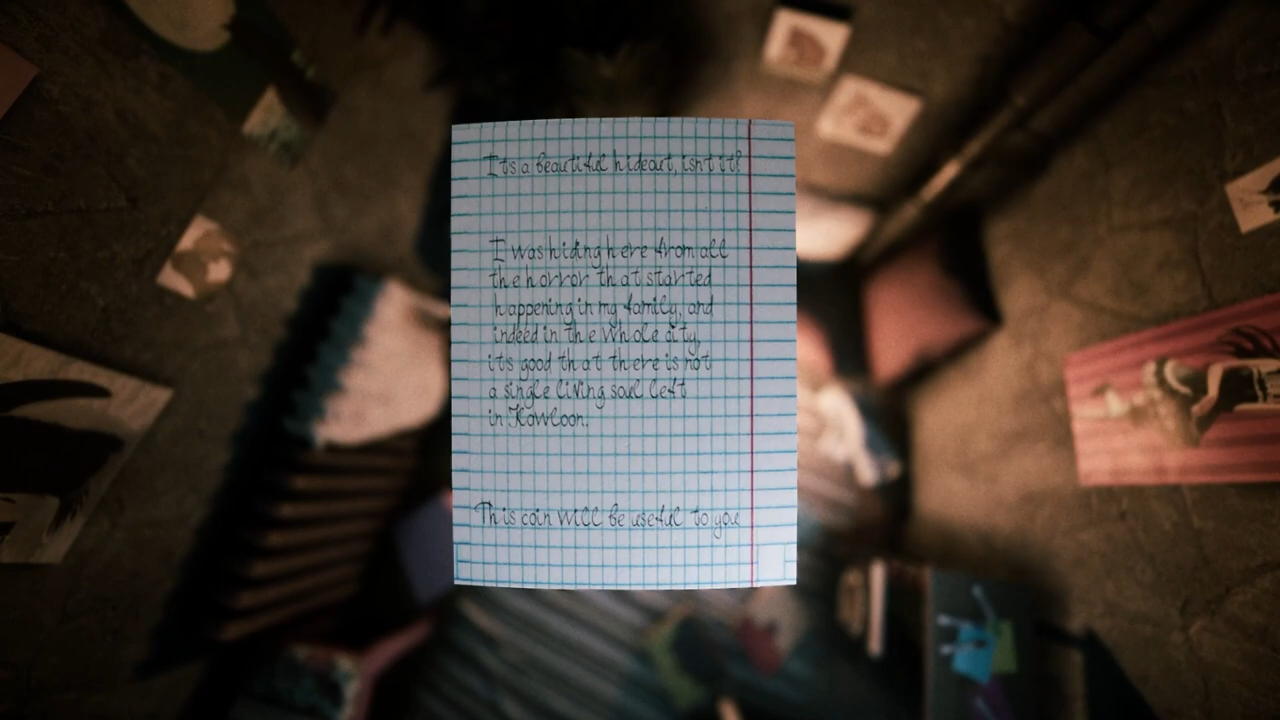 It's a beautiful hideout, isn't it?
I was hiding here from all
the horror that started
happening in my family, and
indeed in the whole city,
it's good that there is not
a single living soul left
in Kowloon.
This coin will be useful to you